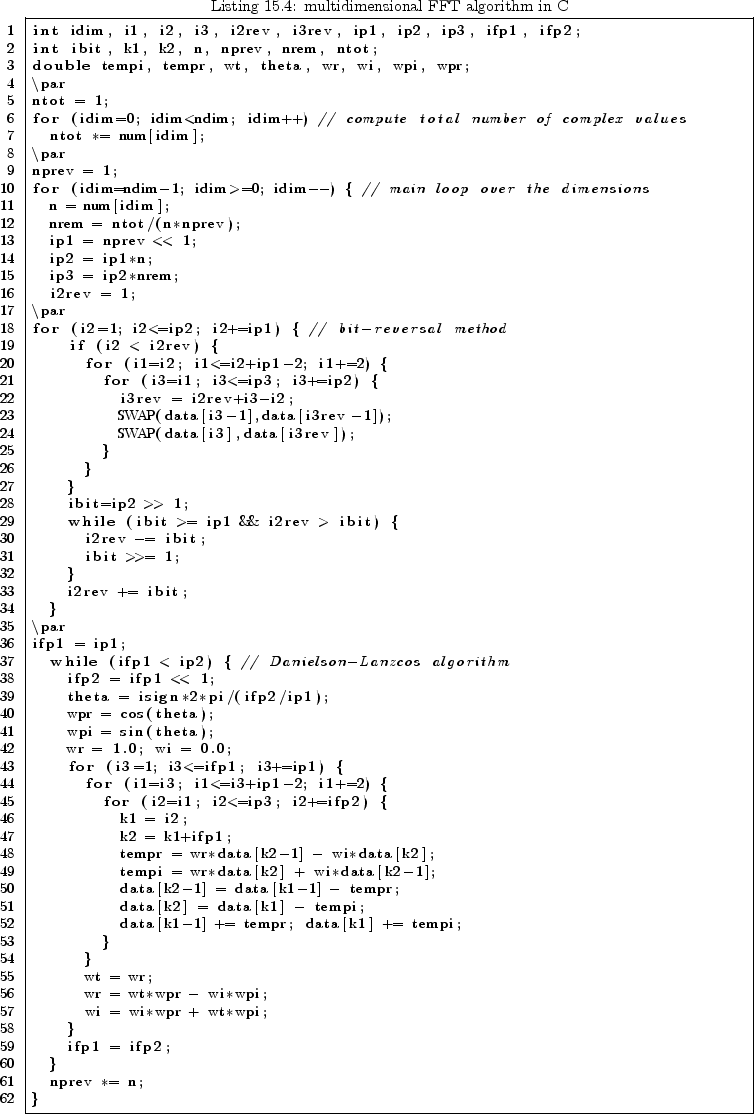 Listing 15.4: multidimensional FFT algorithm in C
1 int idim, i1, i2, i3, i2rev, i3rev, ip1, ip2, ip3, ifp1, ifp2;
2 int ibit, k1, k2, n, nprev, nrem, ntot;
3 double tempi, tempr, wt, theta, wr, wi, wpi, wpr;
4 \par
5 ntot = 1;
6 for (idim=0; idim<ndim; idim++) // compute total number of complex values
7 ntot *= num[idim];
8 \par
9 nprev = 1;
10 for (idim=ndim-1; idim>=0; idim--) { // main loop over the dimensions
11 n = num[idim];
12 nrem = ntot/(n*nprev);
13 ip1 = nprev << 1;
14 ip2 = ip1*n;
15 ip3 = ip2*nrem;
16 i2rev = 1;
17 \par
18 for (i2=1; i2<=ip2; i2+=ip1) { // bit-reversal method
19 if (i2 < i2rev) {
20 for (i1=i2; i1<=i2+ip1-2; i1+=2) {
21 for (i3=i1; i3<=ip3; i3+=ip2) {
22 i3rev = i2rev+i3-i2;
23 SWAP(data[i3-1],data[i3rev-1]);
24 SWAP(data[i3],data[i3rev]);
25 }
26 }
27 }
28 ibit=ip2 >> 1;
29 while (ibit >= ip1 && i2rev > ibit) {
30 i2rev -= ibit;
31 ibit >>= 1;
32 }
33 i2rev += ibit;
34 }
35 \par
36 ifp1 = ip1;
37 while (ifp1 < ip2) { // Danielson-Lanzcos algorithm
38 ifp2 = ifp1 << 1;
39 theta = isign*2*pi/(ifp2/ip1);
40 wpr = cos(theta);
41 wpi = sin(theta);
42 wr = 1.0; wi = 0.0;
43 for (i3=1; i3<=ifp1; i3+=ip1) {
44 for (i1=i3; i1<=i3+ip1-2; i1+=2) {
45 for (i2=i1; i2<=ip3; i2+=ifp2) {
46 k1 = i2;
47 k2 = k1+ifp1;
48 tempr = wr*data[k2-1] - wi*data[k2];
49 tempi = wr*data[k2] + wi*data[k2-1];
50 data[k2-1] = data[k1-1] - tempr;
51 data[k2] = data[k1] - tempi;
52 data[k1-1] += tempr; data[k1] += tempi;
53 }
54 }
55 wt = wr;
56 wr = wt*wpr - wi*wpi;
57 wi = wi*wpr + wt*wpi;
58 }
59 ifp1 = ifp2;
60 }
61 nprev *= n;
62 }